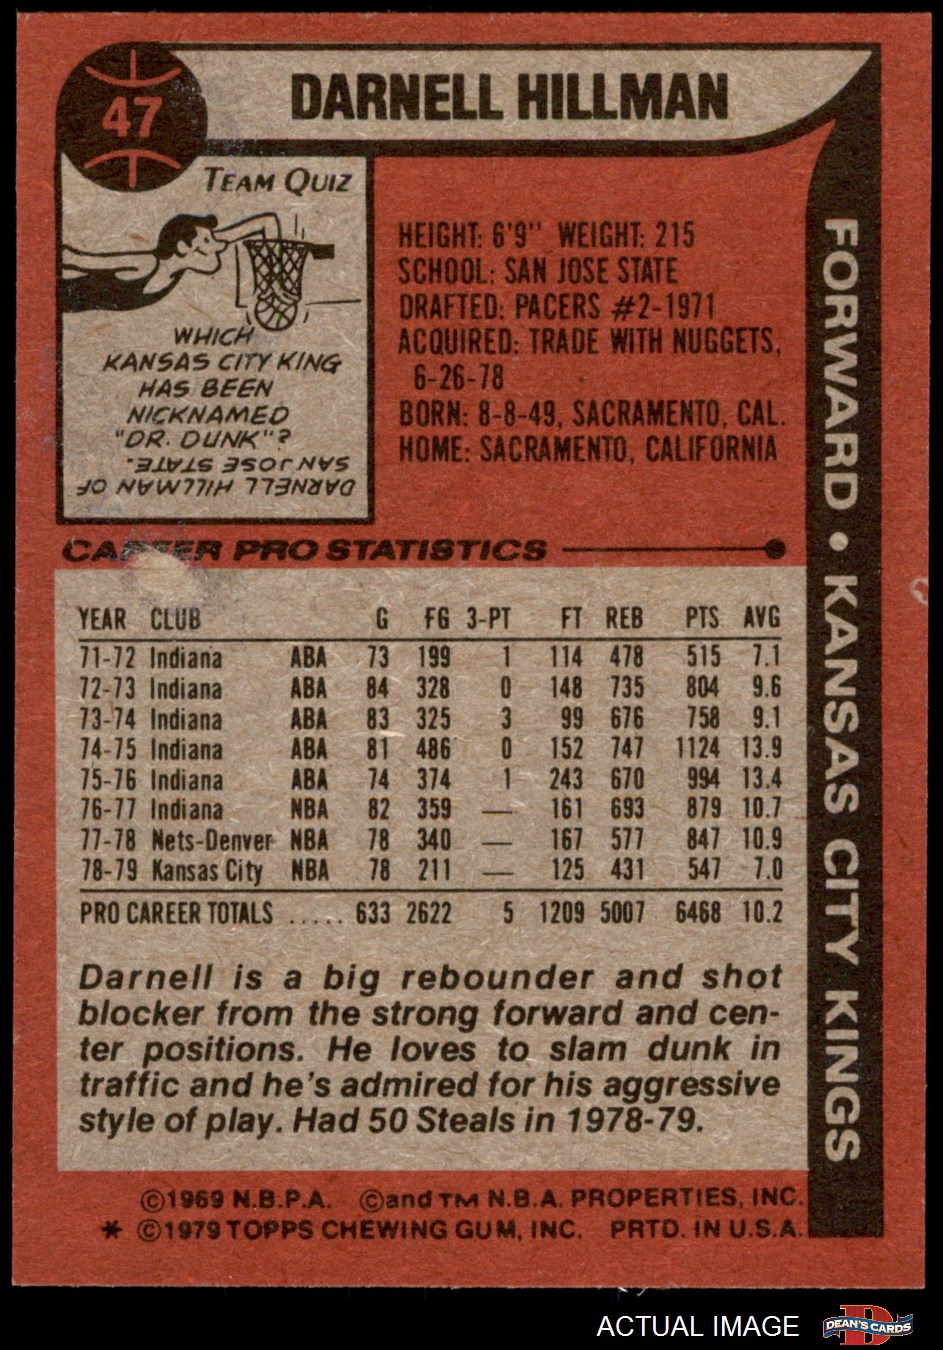 47
DARNELL HILLMAN
TEAM QUIZ
WHICH
KANSAS CITY KING
HAS BEEN
NICKNAMED
"DR. DUNK"?
DARNELL HILLMAN OF
SAN JOSE STATE.
HEIGHT: 6'9" WEIGHT: 215
SCHOOL: SAN JOSE STATE
DRAFTED: PACERS #2-1971
ACQUIRED: TRADE WITH NUGGETS,
6-26-78
BORN: 8-8-49, SACRAMENTO, CAL.
HOME: SACRAMENTO, CALIFORNIA
FORWARD • KANSAS CITY KINGS
CAREER PRO STATISTICS
YEAR CLUB G FG 3-PT FT REB PTS AVG
71-72 Indiana ABA 73 199 1 114 478 515 7.1
72-73 Indiana ABA 84 328 0 148 735 804 9.6
73-74 Indiana ABA 83 325 3 99 676 758 9.1
74-75 Indiana ABA 81 486 0 152 747 1124 13.9
75-76 Indiana ABA 74 374 1 243 670 994 13.4
76-77 Indiana NBA 82 359 — 161 693 879 10.7
77-78 Nets-Denver NBA 78 340 — 167 577 847 10.9
78-79 Kansas City NBA 78 211 — 125 431 547 7.0
PRO CAREER TOTALS ..... 633 2622 5 1209 5007 6468 10.2
Darnell is a big rebounder and shot
blocker from the strong forward and cen-
ter positions. He loves to slam dunk in
traffic and he's admired for his aggressive
style of play. Had 50 Steals in 1978-79.
©1969 N.B.P.A. ©and TM N.B.A. PROPERTIES, INC.
* ©1979 TOPPS CHEWING GUM, INC. PRTD. IN U.S.A.
ACTUAL IMAGE
D
DEAN'S CARDS